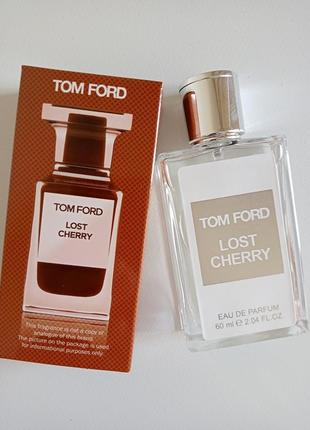 TOM FORD
TOM FORD
LOST
CHERRY
This fragrance is not a copy or
analogue of this brand.
The picture on the package is used
for informational purposes only.
TOM FORD
LOST
CHERRY
EAU DE PARFUM
60 ml ℮ 2.04 FL.OZ.